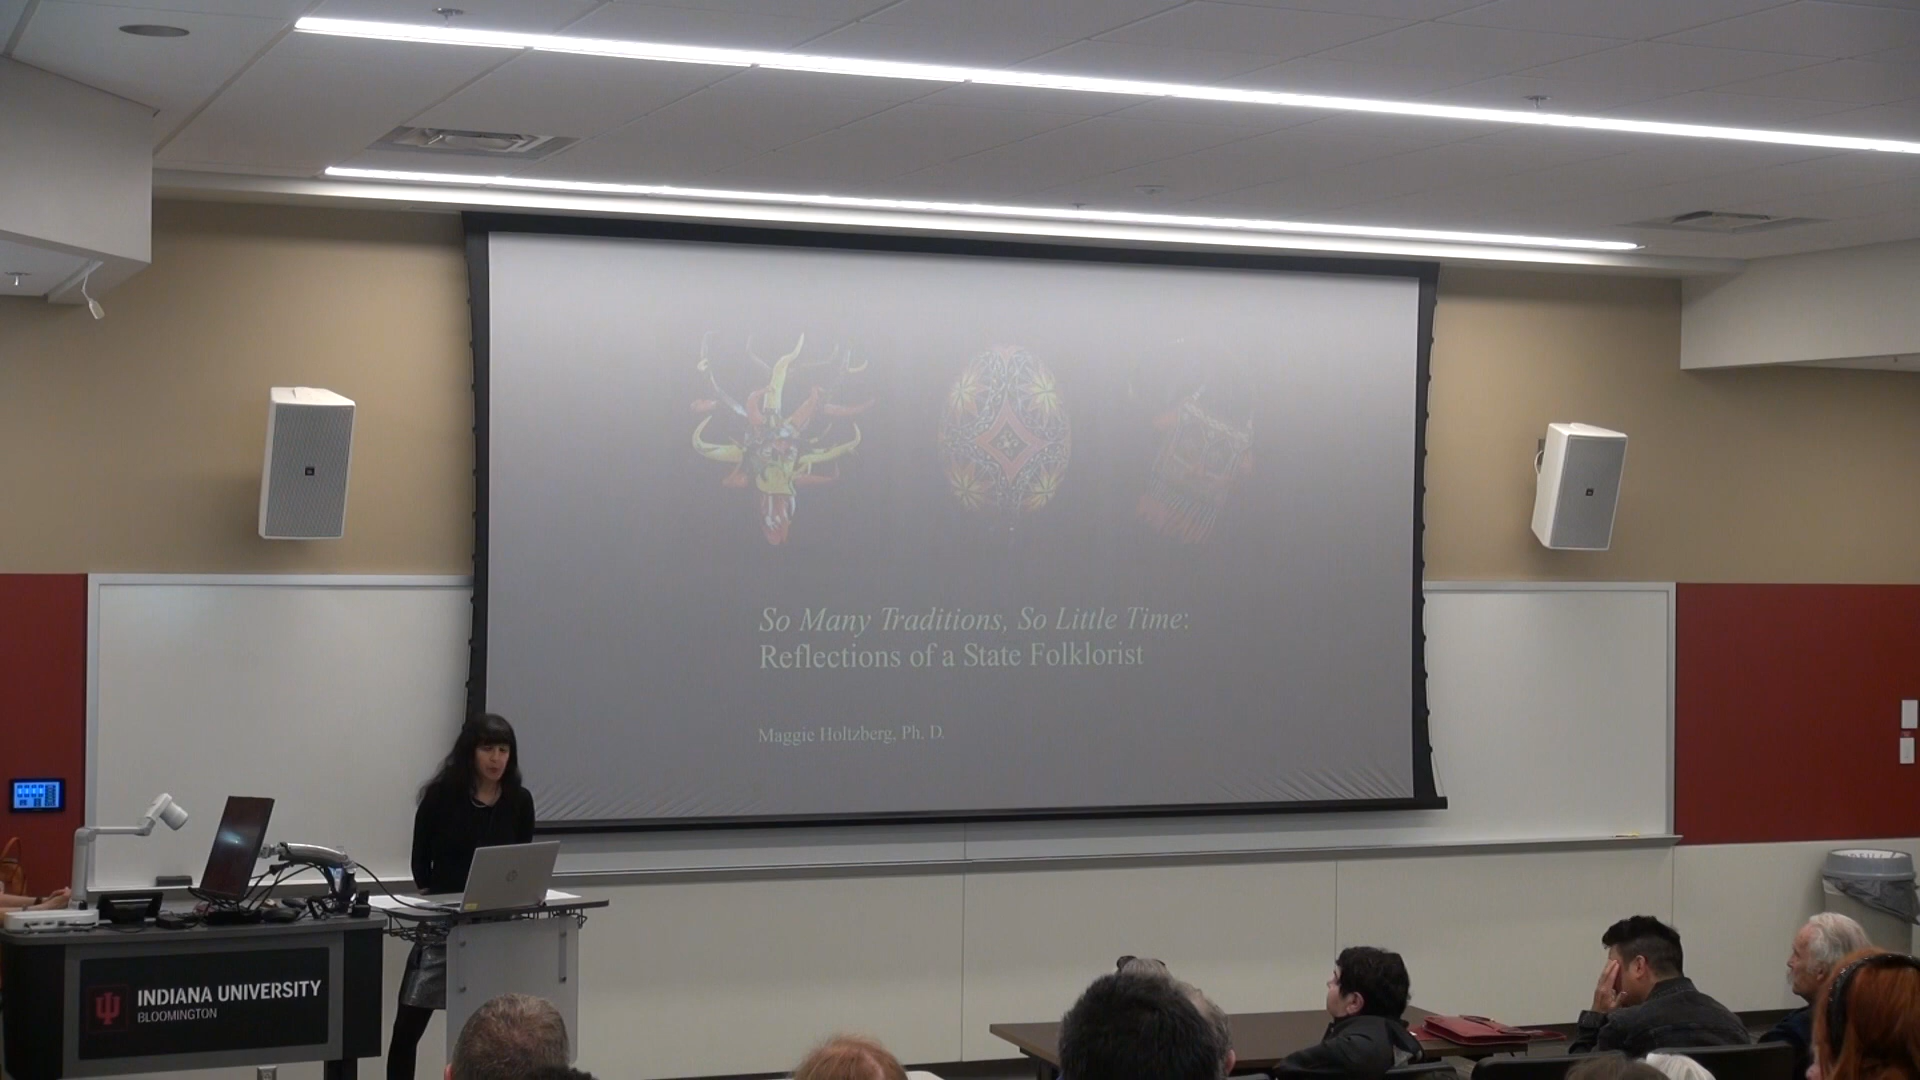 So Many Traditions, So Little Time:
Reflections of a State Folklorist
Maggie Holtzberg, Ph. D.
INDIANA UNIVERSITY
BLOOMINGTON